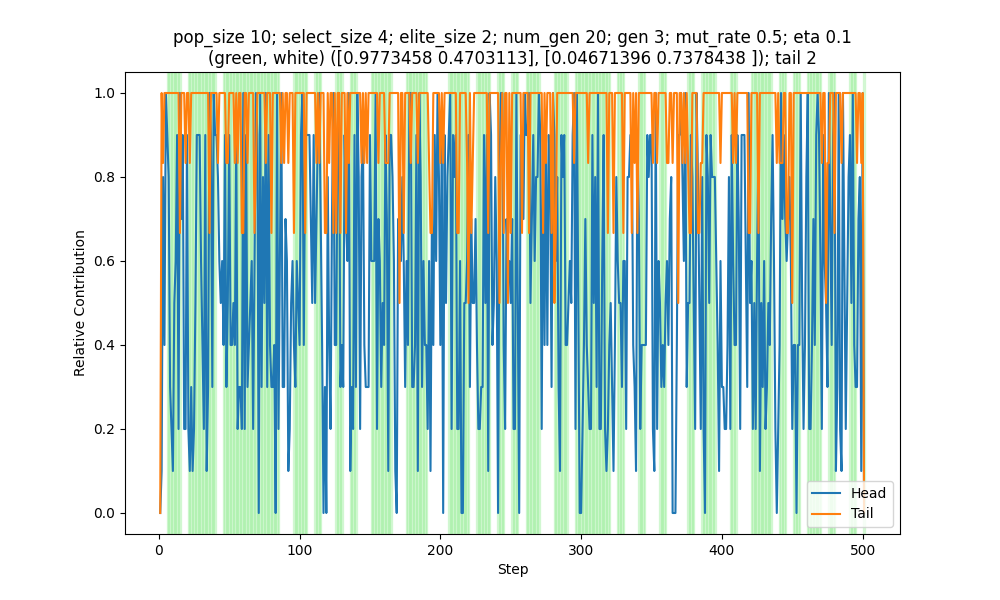 pop_size 10; select_size 4; elite_size 2; num_gen 20; gen 3; mut_rate 0.5; eta 0.1
(green, white) ([0.9773458 0.4703113], [0.04671396 0.7378438 ]); tail 2
1.0
0.8
0.6
0.4
0.2
0.0
Relative Contribution
0 100 200 300 400 500
Step
Head
Tail